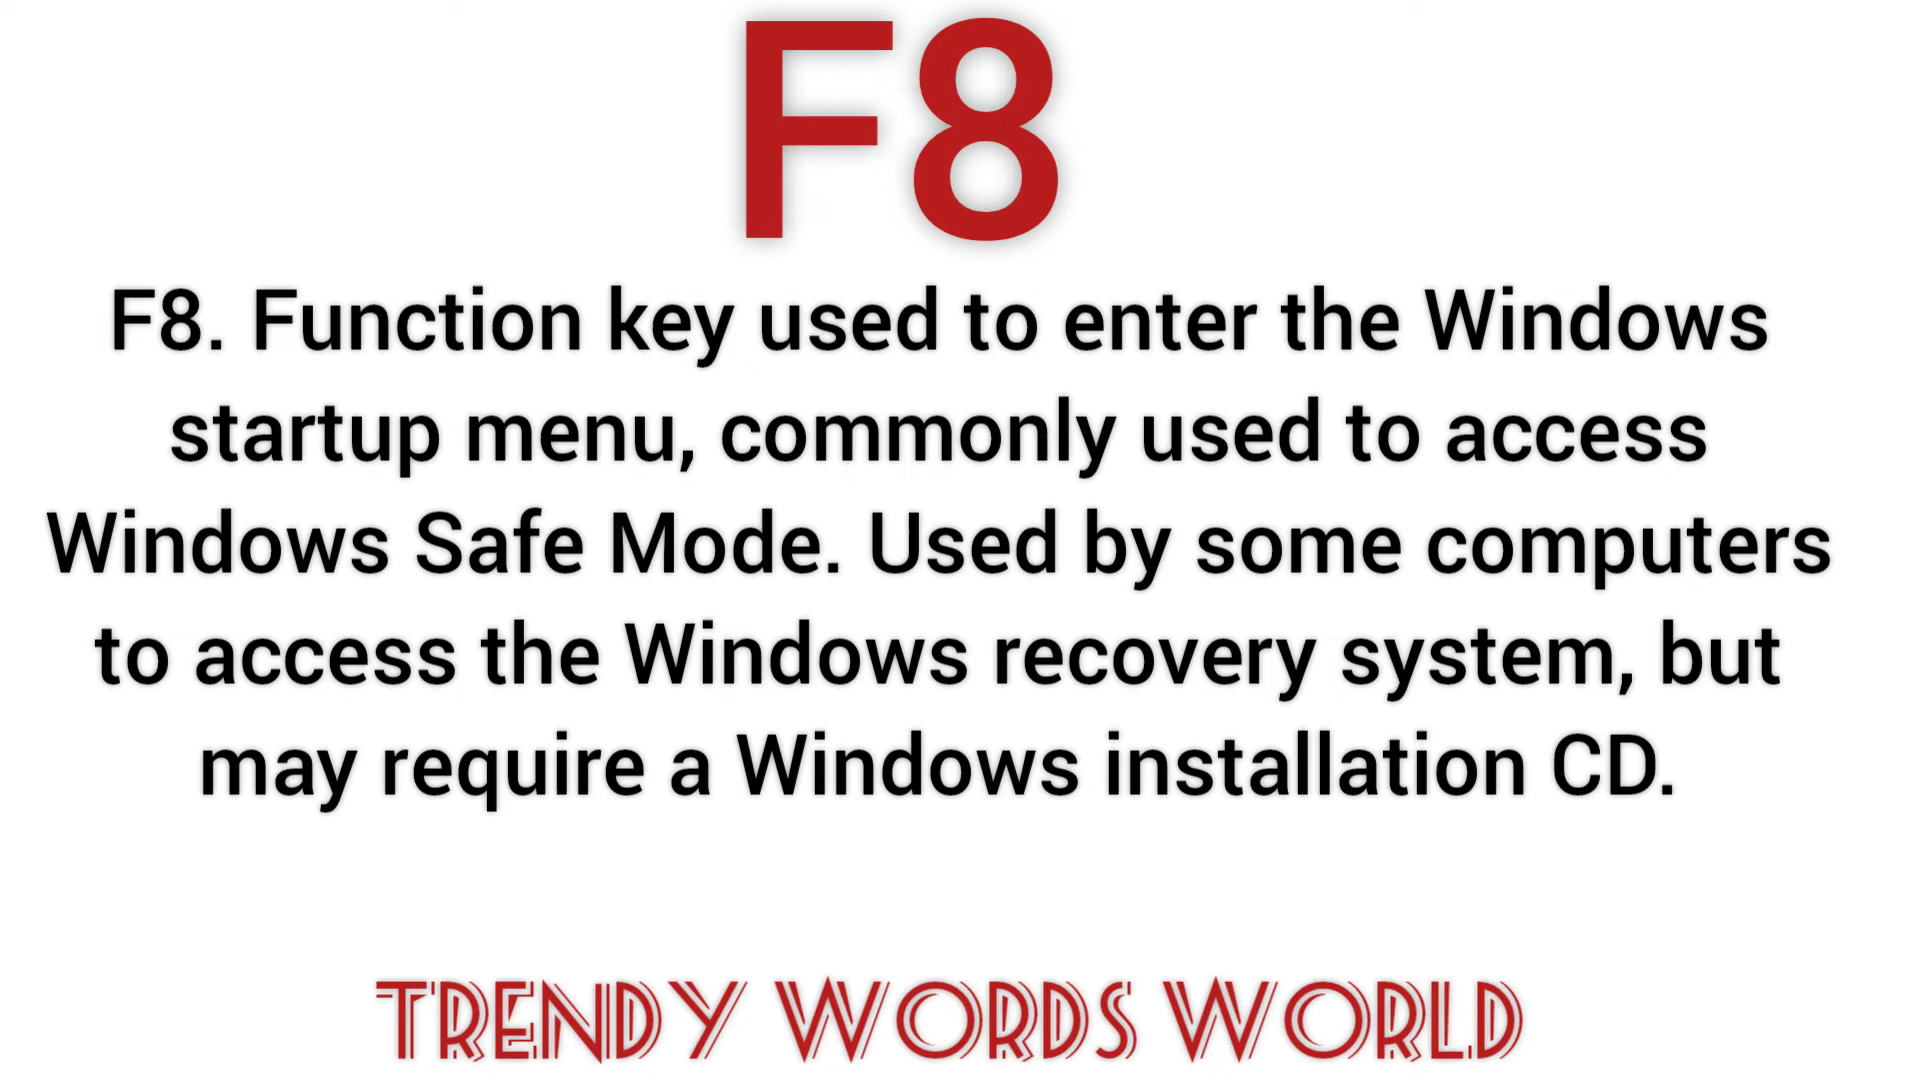 F8
F8. Function key used to enter the Windows
startup menu, commonly used to access
Windows Safe Mode. Used by some computers
to access the Windows recovery system, but
may require a Windows installation CD.
TRENDY WORDS WORLD